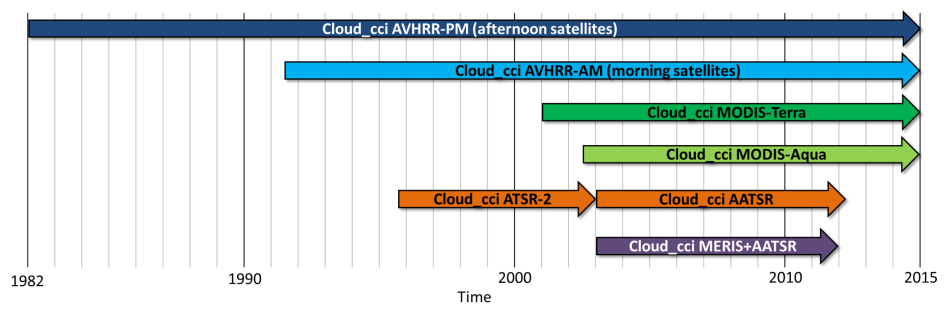 Cloud_cci AVHRR-PM (afternoon satellites)
Cloud_cci AVHRR-AM (morning satellites)
Cloud_cci MODIS-Terra
Cloud_cci MODIS-Aqua
Cloud_cci ATSR-2 Cloud_cci AATSR
Cloud_cci MERIS+AATSR
1982 1990 2000 2010 2015
Time